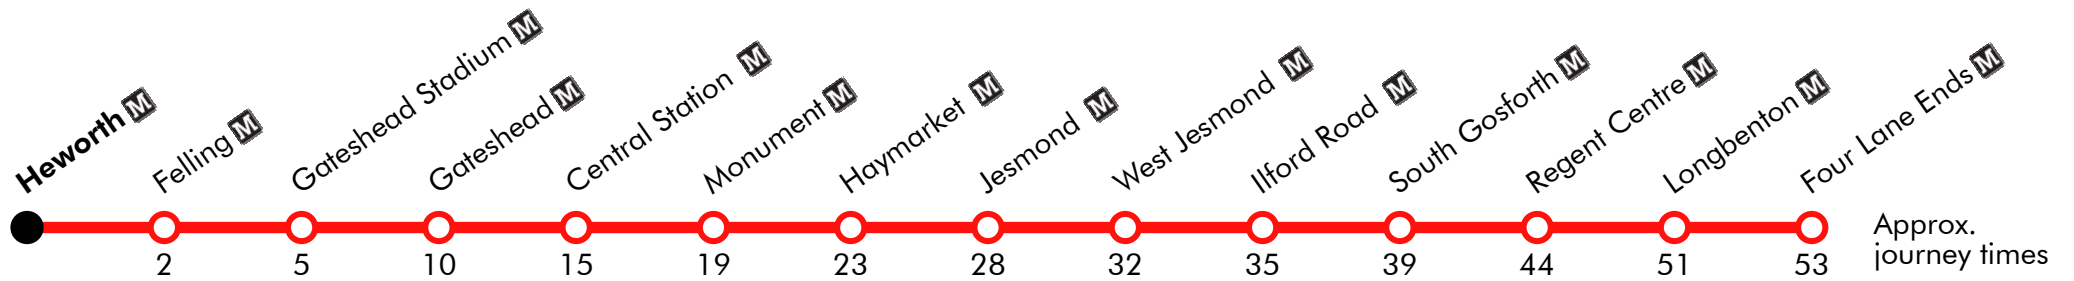 Heworth M
Felling M
Gateshead Stadium M
Gateshead M
Central Station M
Monument M
Haymarket M
Jesmond M
West Jesmond M
Ilford Road M
South Gosforth M
Regent Centre M
Longbenton M
Four Lane Ends M
2 5 10 15 19 23 28 32 35 39 44 51 53
Approx.
journey times